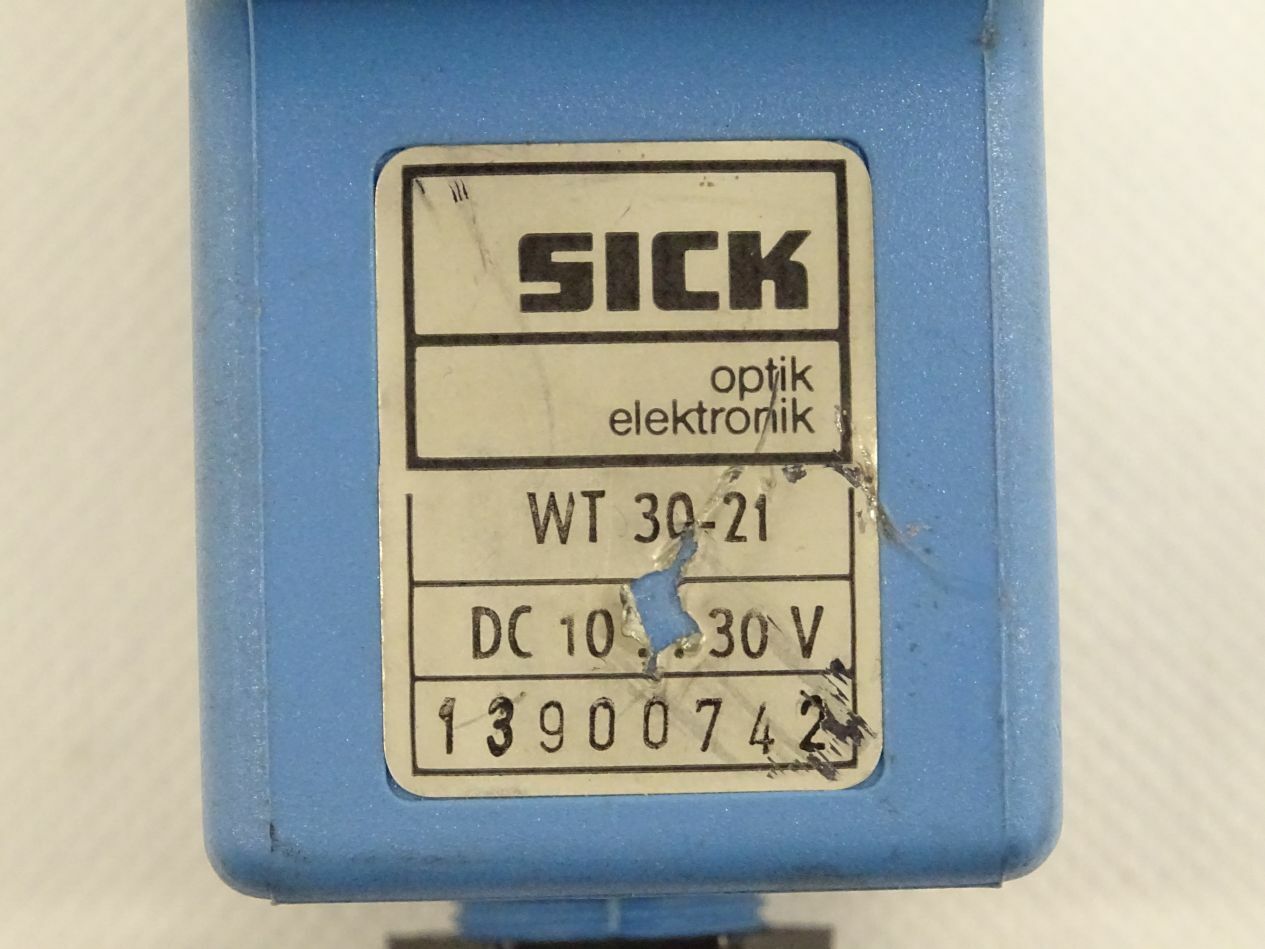 SICK
optik
elektronik
WT 30-21
DC 10...30 V
13900742